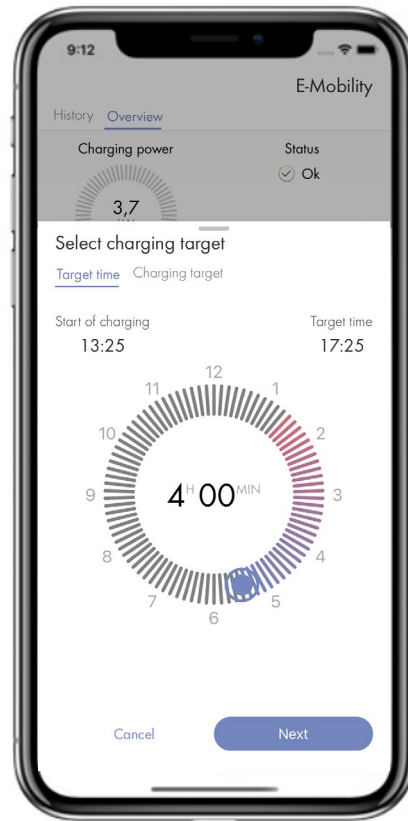 9:12
E-Mobility
History Overview
Charging power Status
3,7 Ok
Select charging target
Target time Charging target
Start of charging Target time
13:25 17:25
12
11 1
10 2
9 4 H 00 MIN 3
8 4
7 5
6
Cancel Next